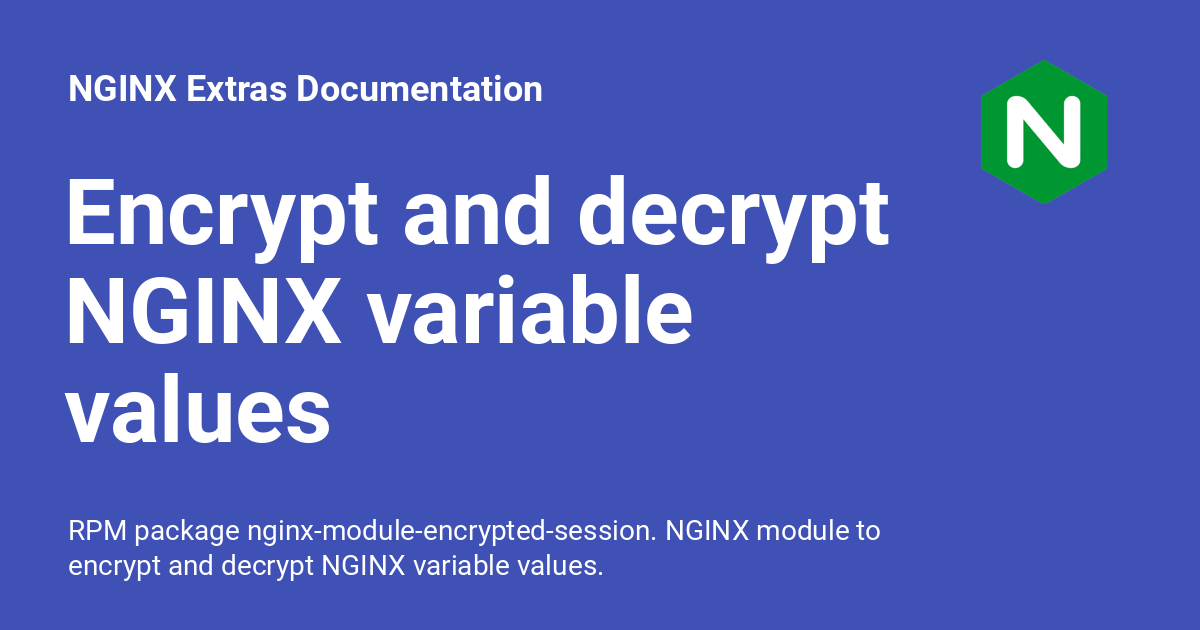 NGINX Extras Documentation
N
Encrypt and decrypt
NGINX variable
values
RPM package nginx-module-encrypted-session. NGINX module to
encrypt and decrypt NGINX variable values.